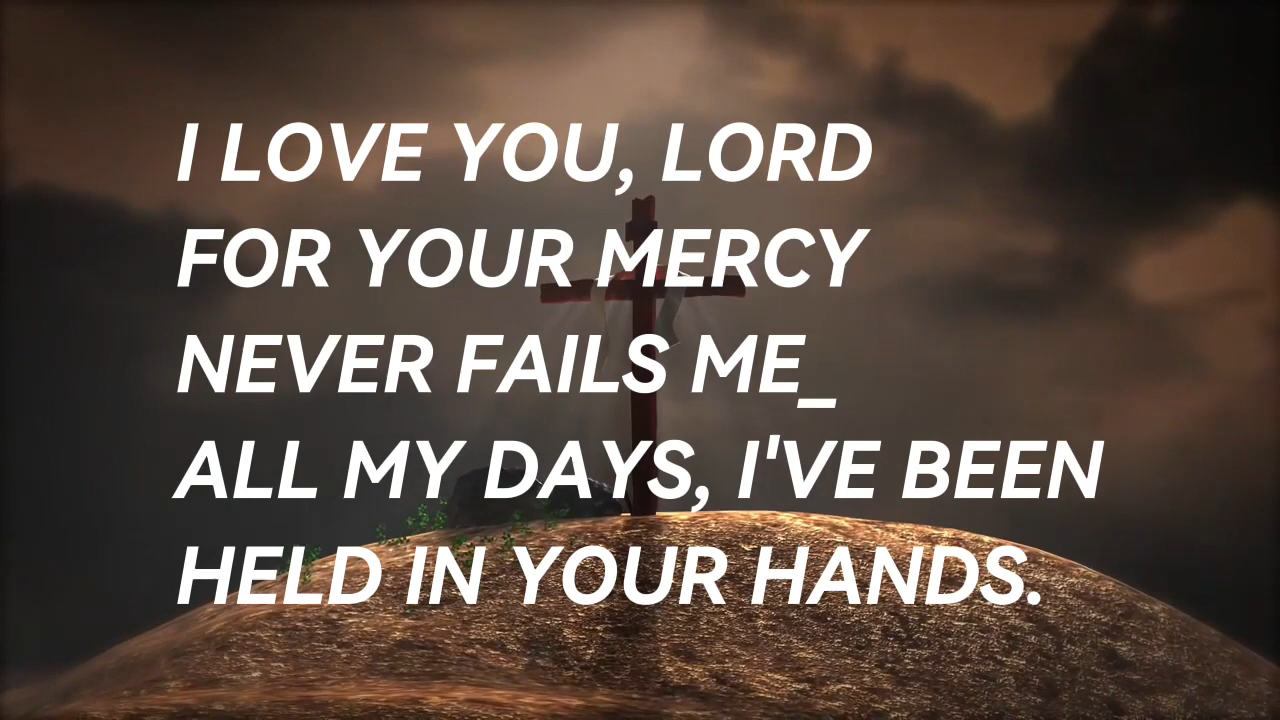 I LOVE YOU, LORD
FOR YOUR MERCY
NEVER FAILS ME_
ALL MY DAYS, I'VE BEEN
HELD IN YOUR HANDS.